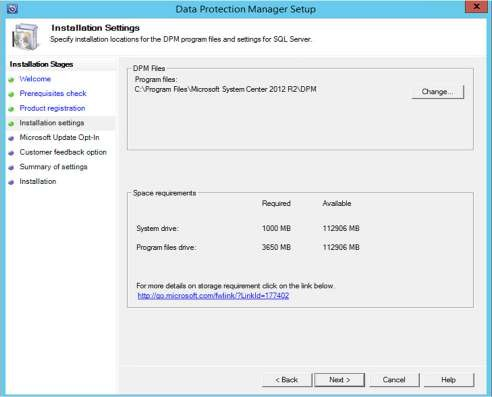 Data Protection Manager Setup
Installation Settings
Specify installation locations for the DPM program files and settings for SQL Server.
Installation Stages
Welcome
Prerequisites check
Product registration
Installation settings
Microsoft Update Opt-In
Customer feedback option
Summary of settings
Installation
DPM Files
Program files:
C:\Program Files\Microsoft System Center 2012 R2\DPM
Change...
Space requirements
Required Available
System drive: 1000 MB 112906 MB
Program files drive: 3650 MB 112906 MB
For more details on storage requirement click on the link below.
http://go.microsoft.com/fwlink/?LinkId=177402
< Back Next > Cancel Help